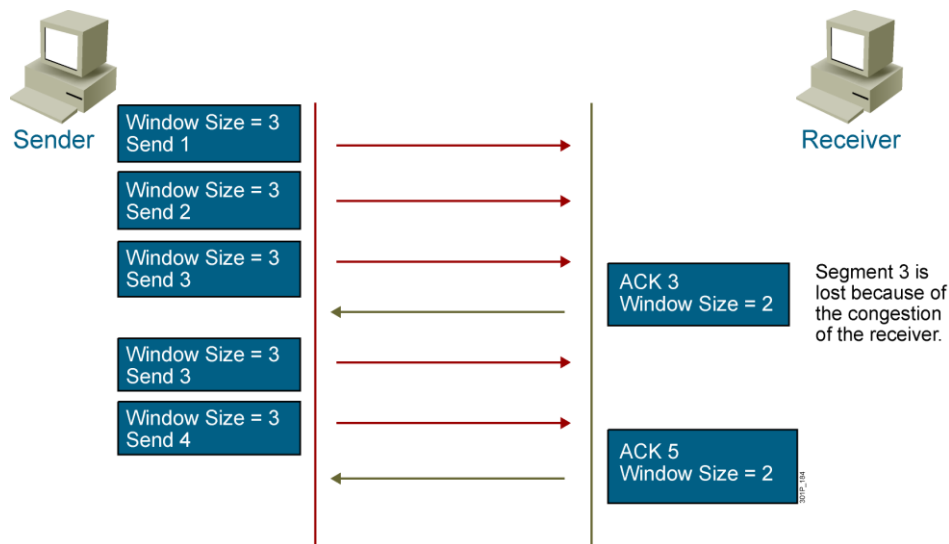 Sender
Receiver
Window Size = 3
Send 1
Window Size = 3
Send 2
Window Size = 3
Send 3
ACK 3
Window Size = 2
Segment 3 is
lost because of
the congestion
of the receiver.
Window Size = 3
Send 3
Window Size = 3
Send 4
ACK 5
Window Size = 2
301P_184